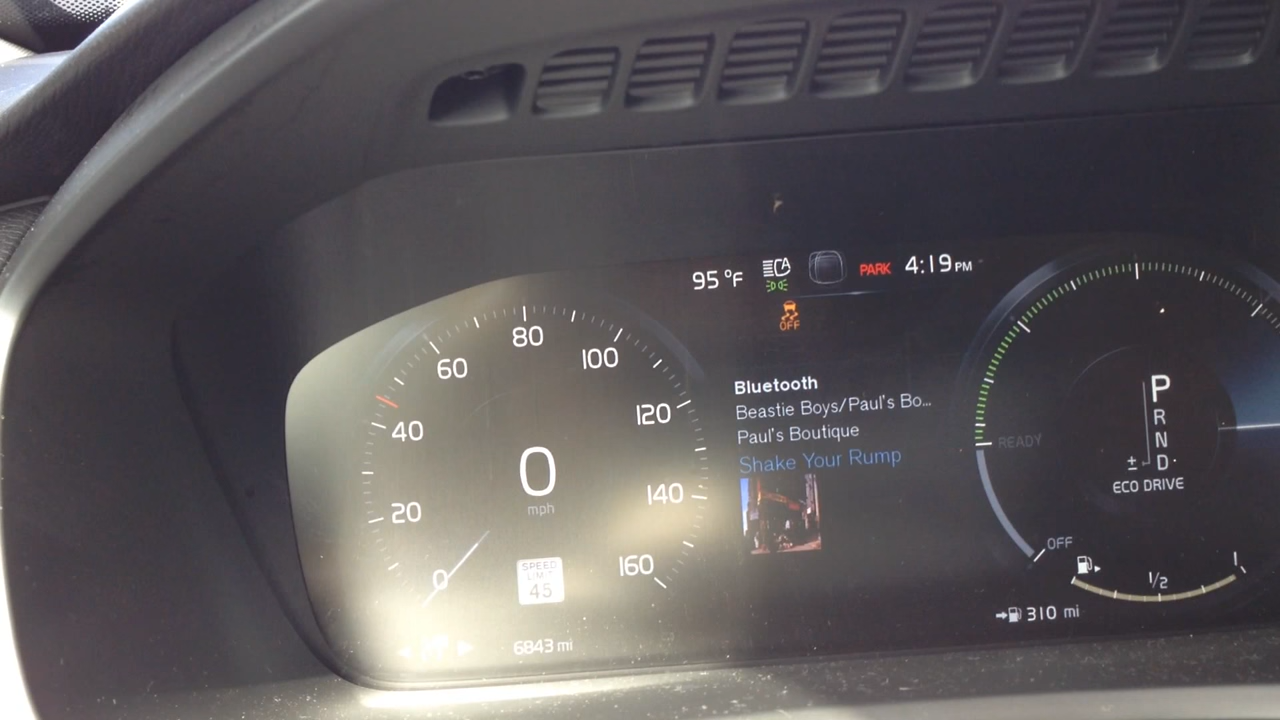 95 °F
A
PARK
4:19 PM
OFF
0
20
40
60
80
100
120
140
160
0
mph
SPEED
LIMIT
45
6843 mi
Bluetooth
Beastie Boys/Paul's Bo...
Paul's Boutique
Shake Your Rump
READY
OFF
P
R
N
± D
ECO DRIVE
1/2
1
310 mi